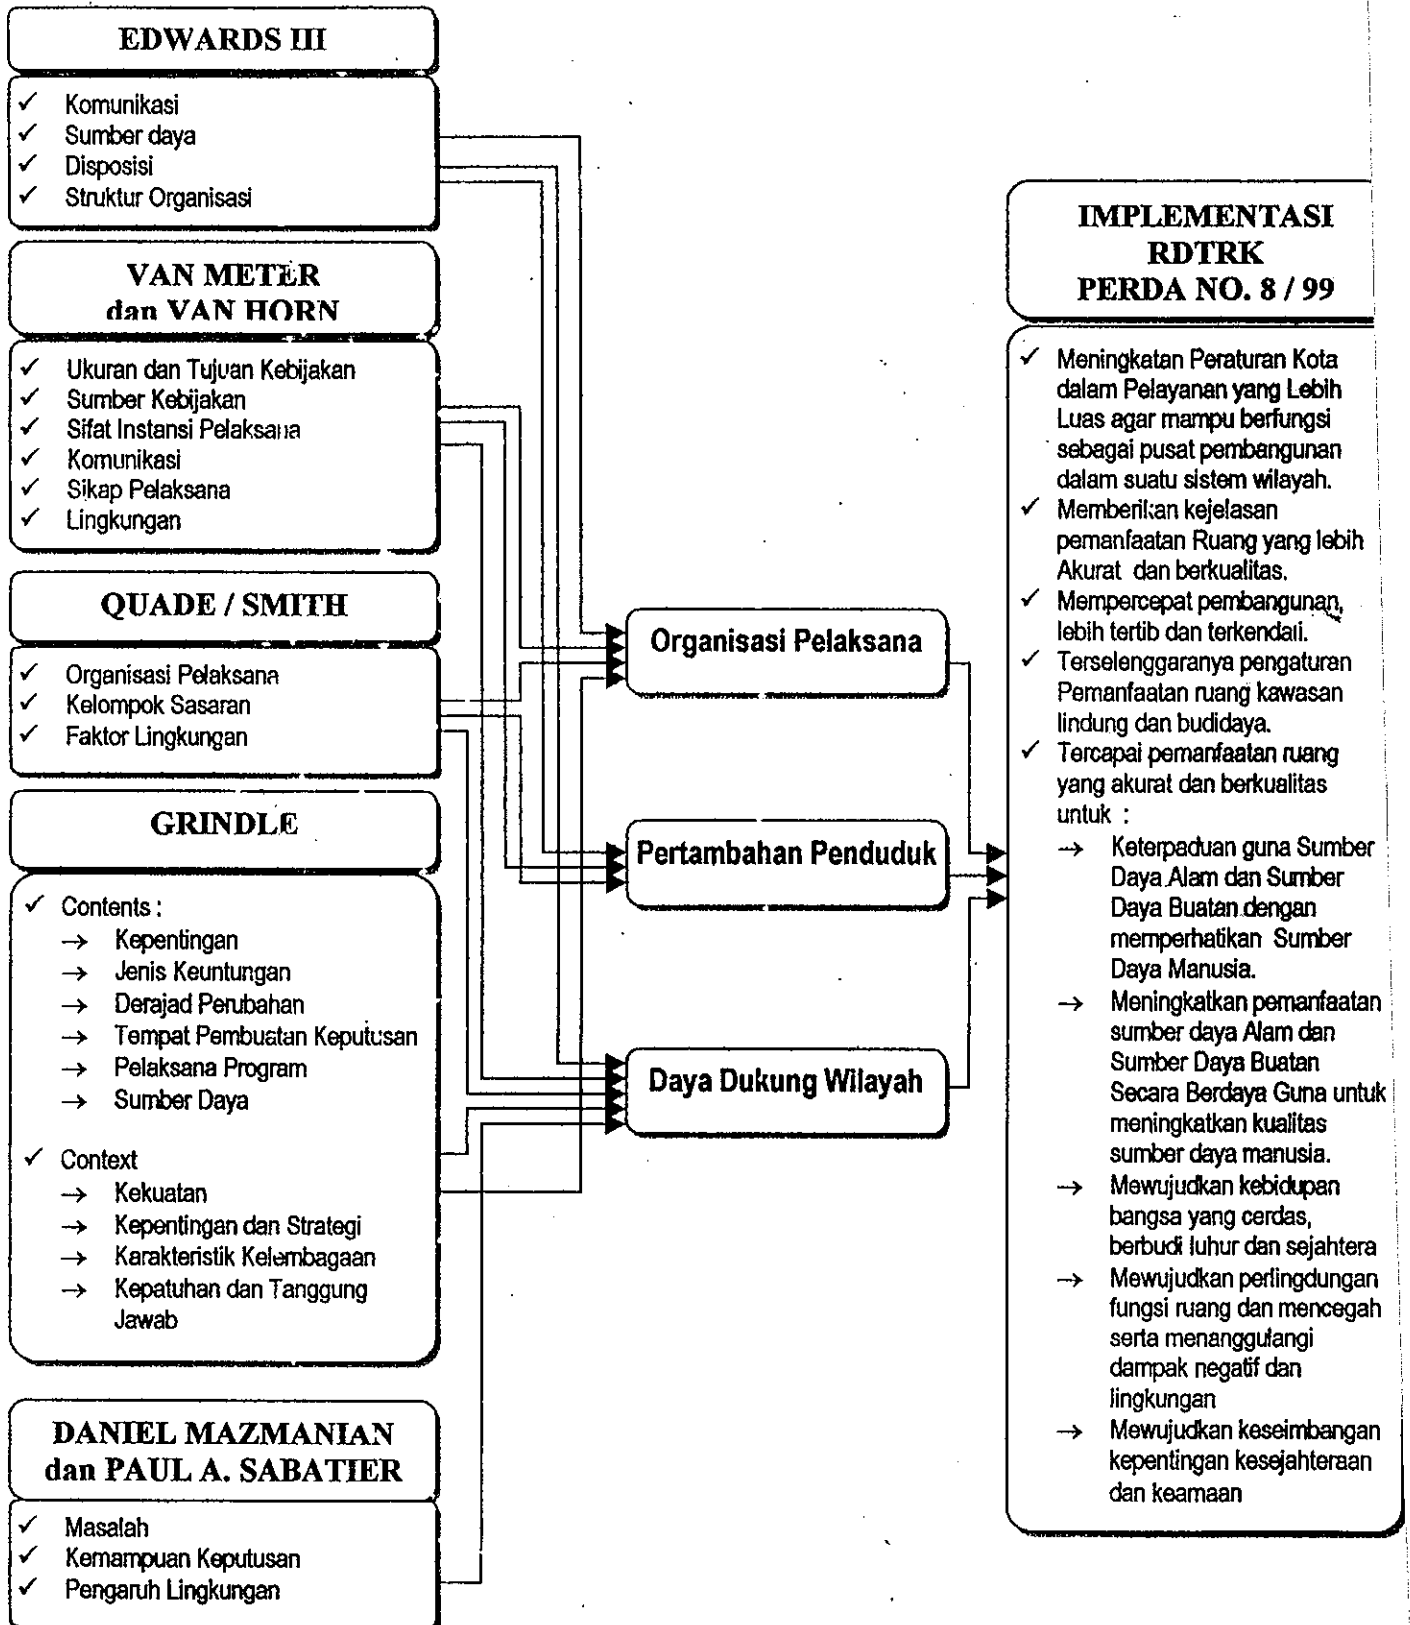 EDWARDS III
✓ Komunikasi
✓ Sumber daya
✓ Disposisi
✓ Struktur Organisasi
VAN METER
dan VAN HORN
✓ Ukuran dan Tujuan Kebijakan
✓ Sumber Kebijakan
✓ Sifat Instansi Pelaksana
✓ Komunikasi
✓ Sikap Pelaksana
✓ Lingkungan
QUADE / SMITH
✓ Organisasi Pelaksana
✓ Kelompok Sasaran
✓ Faktor Lingkungan
GRINDLE
✓ Contents :
→ Kepentingan
→ Jenis Keuntungan
→ Derajad Perubahan
→ Tempat Pembuatan Keputusan
→ Pelaksana Program
→ Sumber Daya
✓ Context
→ Kekuatan
→ Kepentingan dan Strategi
→ Karakteristik Kelembagaan
→ Kepatuhan dan Tanggung
Jawab
DANIEL MAZMANIAN
dan PAUL A. SABATIER
✓ Masalah
✓ Kemampuan Keputusan
✓ Pengaruh Lingkungan
Organisasi Pelaksana
Pertambahan Penduduk
Daya Dukung Wilayah
IMPLEMENTASI
RDTRK
PERDA NO. 8 / 99
✓ Meningkatan Peraturan Kota
dalam Pelayanan yang Lebih
Luas agar mampu berfungsi
sebagai pusat pembangunan
dalam suatu sistem wilayah.
✓ Memberikan kejelasan
pemanfaatan Ruang yang lebih
Akurat dan berkualitas.
✓ Mempercepat pembangunan,
lebih tertib dan terkendali.
✓ Terselenggaranya pengaturan
Pemanfaatan ruang kawasan
lindung dan budidaya.
✓ Tercapai pemanfaatan ruang
yang akurat dan berkualitas
untuk :
→ Keterpaduan guna Sumber
Daya Alam dan Sumber
Daya Buatan dengan
memperhatikan Sumber
Daya Manusia.
→ Meningkatkan pemanfaatan
sumber daya Alam dan
Sumber Daya Buatan
Secara Berdaya Guna untuk
meningkatkan kualitas
sumber daya manusia.
→ Mewujudkan kebidupan
bangsa yang cerdas,
berbudi luhur dan sejahtera
→ Mewujudkan perlingdungan
fungsi ruang dan mencegah
serta menanggulangi
dampak negatif dan
lingkungan
→ Mewujudkan keseimbangan
kepentingan kesejahteraan
dan keamaan